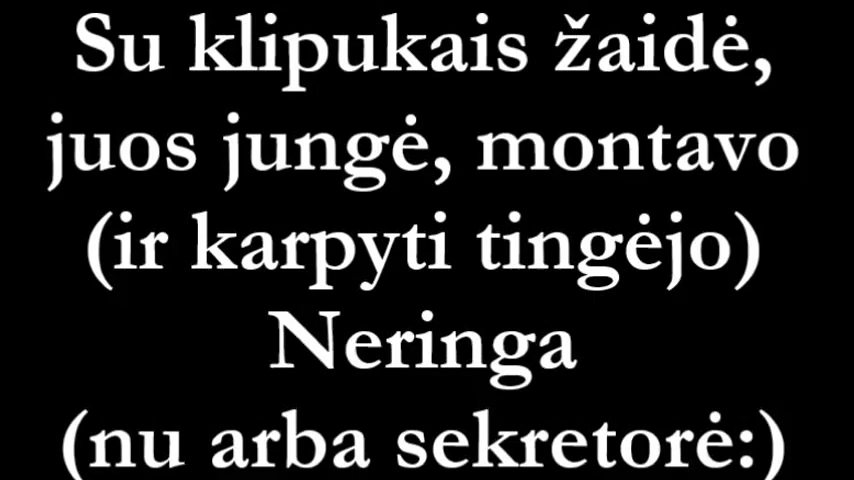 Su klipukais žaidė,
juos jungė, montavo
(ir karpyti tingėjo)
Neringa
(nu arba sekretorė:)